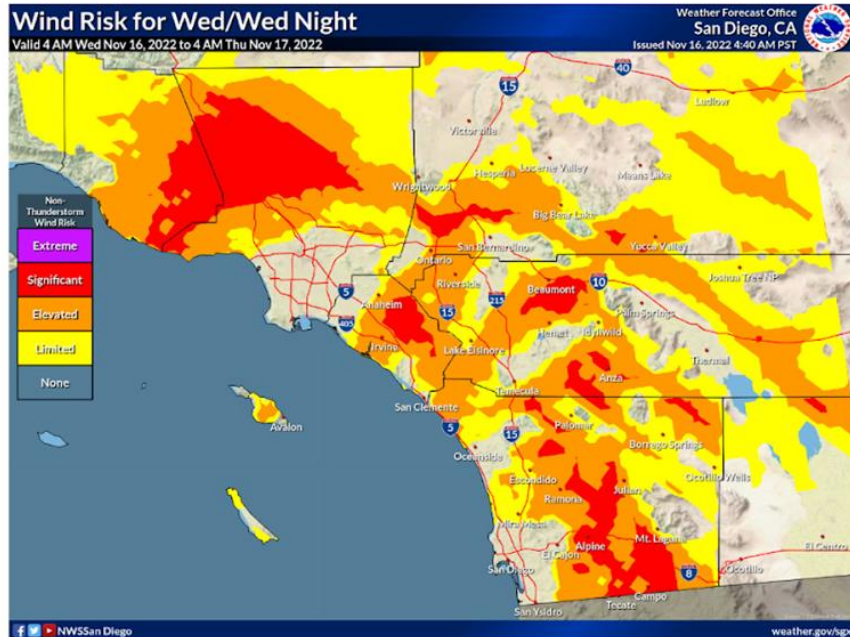 Wind Risk for Wed/Wed Night
Valid 4 AM Wed Nov 16, 2022 to 4 AM Thu Nov 17, 2022
Weather Forecast Office
San Diego, CA
Issued Nov 16, 2022 4:40 AM PST
40
15
Ludlow
Victorville
Lucerne Valley
Hesperia
Means Lake
Wrightwood
Big Bear Lake
Non-
Thunderstorm
Wind Risk
Extreme
Significant
Elevated
Limited
None
San Bernardino
Yucca Valley
Ontario
Riverside
Joshua Tree NP
5
215
Beaumont
10
Anaheim
15
Palm Springs
405
Hemet
Idyllwild
Irvine
Lake Elsinore
Thermal
Anza
Temecula
San Clemente
Avalon
5
15
Palomar
Borrego Springs
Oceanside
Escondido
Julian
Ocotillo Wells
Ramona
Mira Mesa
Mt. Laguna
Alpine
El Cajon
El Centro
San Diego
8
Ocotillo
Campo
Tecate
San Ysidro
NWSSan Diego
weather.gov/sgx